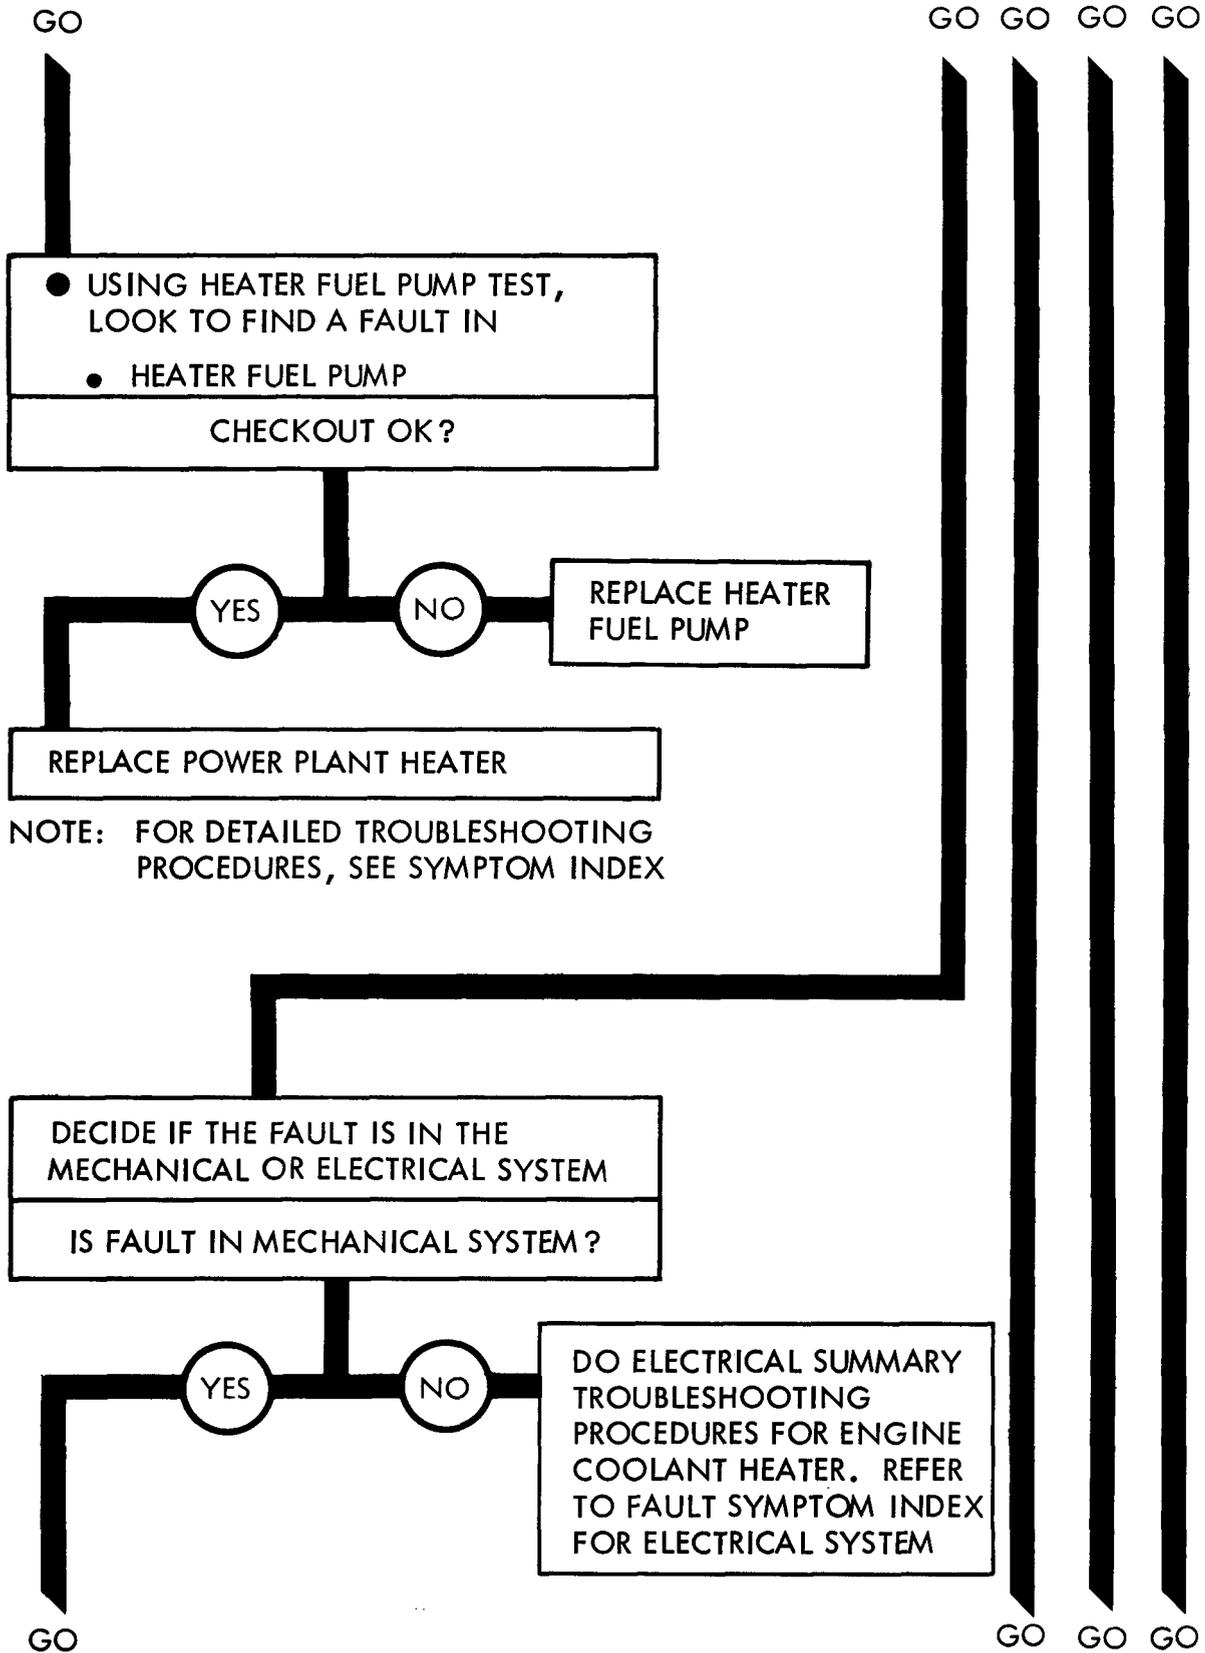 GO
GO GO GO GO
● USING HEATER FUEL PUMP TEST,
LOOK TO FIND A FAULT IN
• HEATER FUEL PUMP
CHECKOUT OK?
YES
NO
REPLACE HEATER
FUEL PUMP
REPLACE POWER PLANT HEATER
NOTE: FOR DETAILED TROUBLESHOOTING
PROCEDURES, SEE SYMPTOM INDEX
DECIDE IF THE FAULT IS IN THE
MECHANICAL OR ELECTRICAL SYSTEM
IS FAULT IN MECHANICAL SYSTEM?
YES
NO
DO ELECTRICAL SUMMARY
TROUBLESHOOTING
PROCEDURES FOR ENGINE
COOLANT HEATER. REFER
TO FAULT SYMPTOM INDEX
FOR ELECTRICAL SYSTEM
GO
GO GO GO